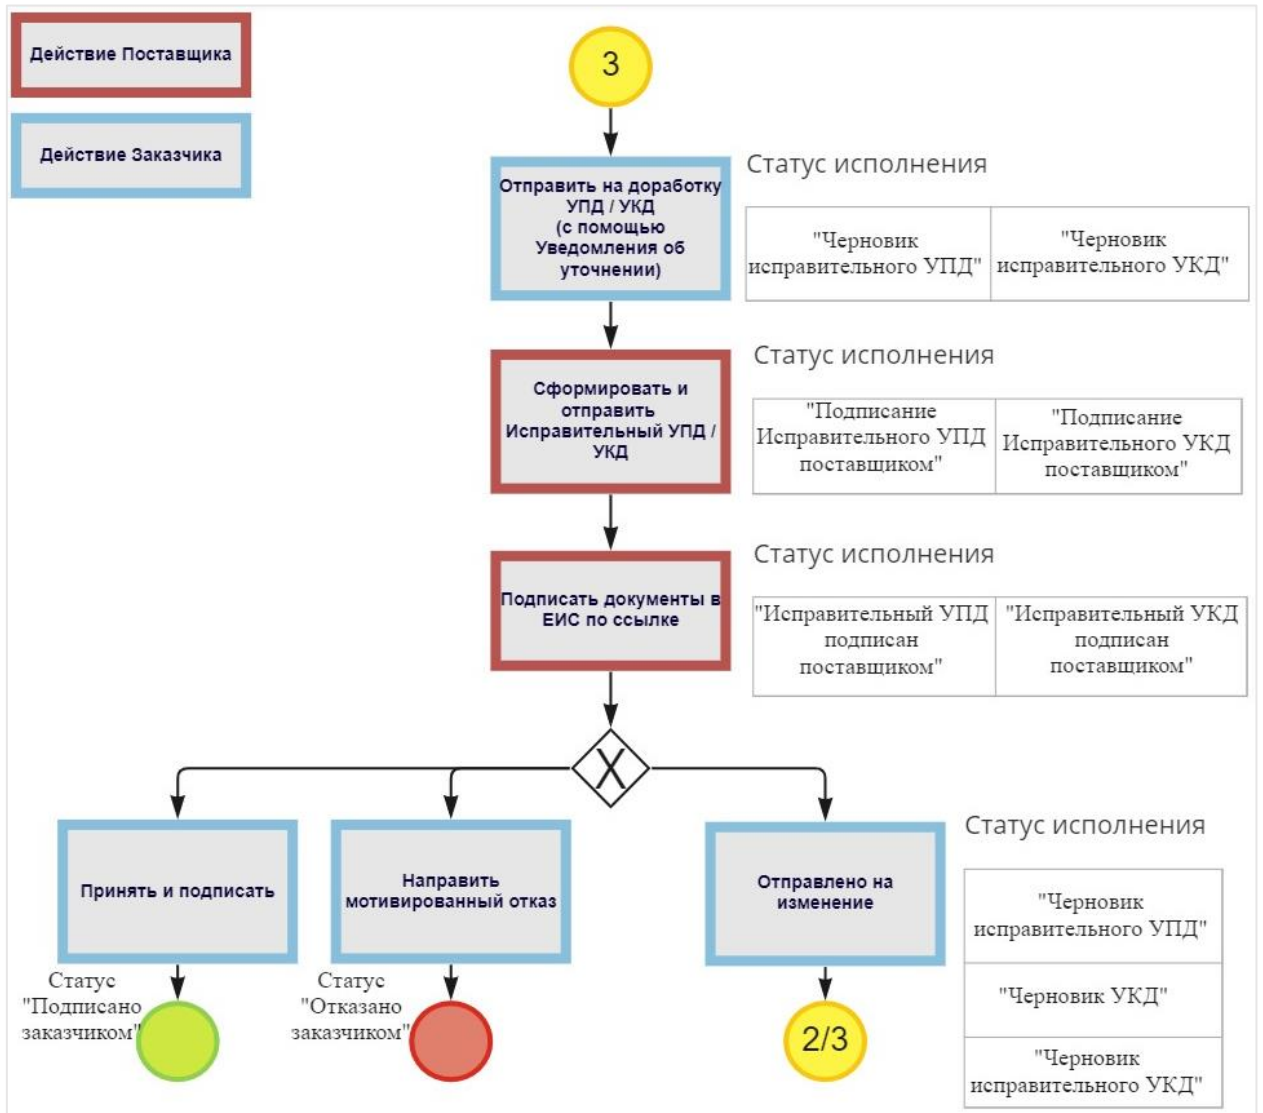 Действие Поставщика
3
Действие Заказчика
Отправить на доработку
УПД / УКД
(с помощью
Уведомления об
уточнении)
Статус исполнения
"Черновик
исправительного УПД"
"Черновик
исправительного УКД"
Сформировать и
отправить
Исправительный УПД /
УКД
Статус исполнения
"Подписание
Исправительного УПД
поставщиком"
"Подписание
Исправительного УКД
поставщиком"
Подписать документы в
ЕИС по ссылке
Статус исполнения
"Исправительный УПД
подписан
поставщиком"
"Исправительный УКД
подписан
поставщиком"
X
Принять и подписать
Направить
мотивированный отказ
Отправлено на
изменение
Статус исполнения
"Черновик
исправительного УПД"
"Черновик УКД"
"Черновик
исправительного УКД"
Статус
"Подписано
заказчиком"
Статус
"Отказано
заказчиком"
2/3